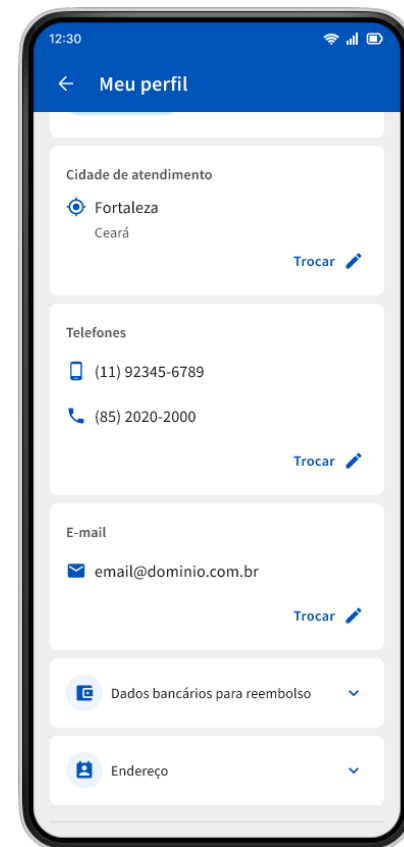 12:30
Meu perfil
Cidade de atendimento
Fortaleza
Ceará
Trocar
Telefones
(11) 92345-6789
(85) 2020-2000
Trocar
E-mail
email@dominio.com.br
Trocar
Dados bancários para reembolso
Endereço